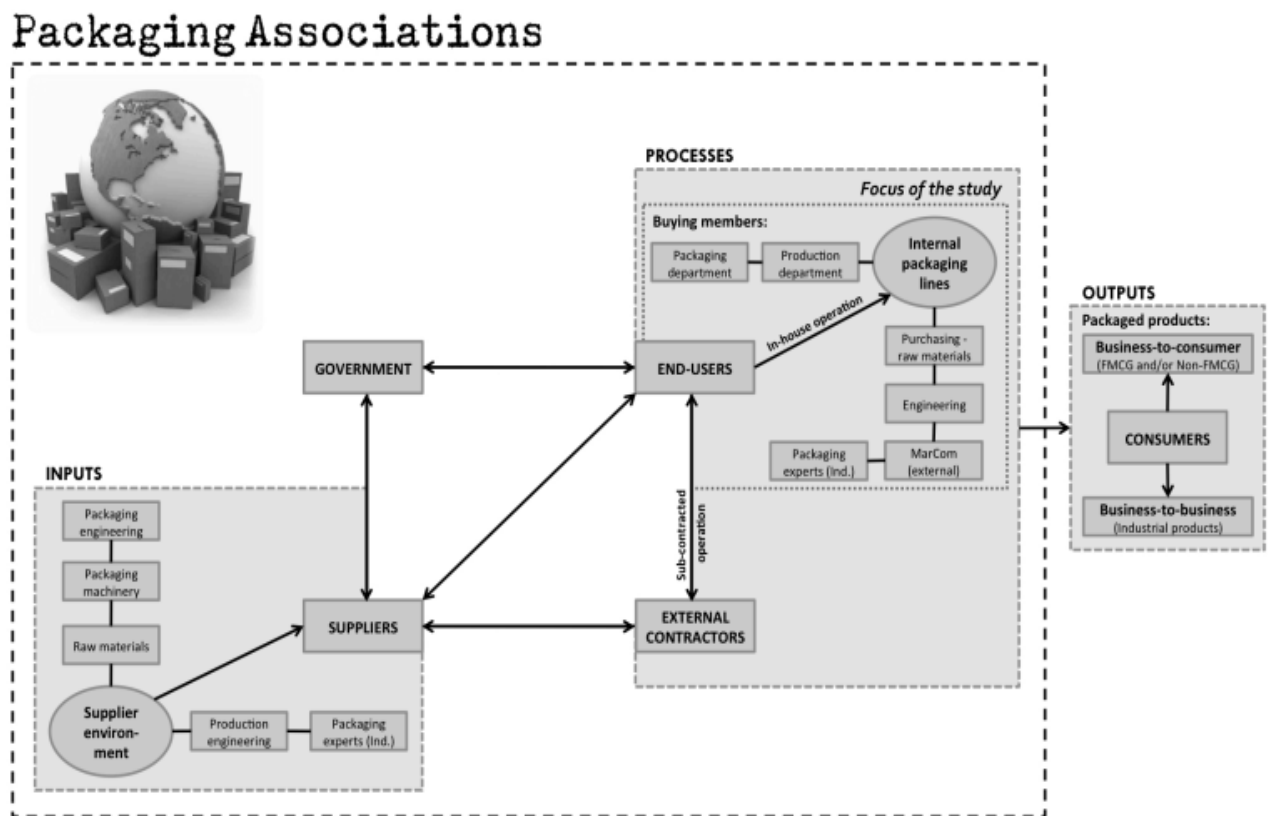 Packaging Associations
PROCESSES
Focus of the study
Buying members:
Packaging
department
Production
department
Internal
packaging
lines
In-house operation
Purchasing -
raw materials
Engineering
MarCom
(external)
Packaging
experts (Ind.)
GOVERNMENT
END-USERS
Sub-contracted
operation
EXTERNAL
CONTRACTORS
SUPPLIERS
INPUTS
Packaging
engineering
Packaging
machinery
Raw materials
Supplier
environ-
ment
Production
engineering
Packaging
experts (Ind.)
OUTPUTS
Packaged products:
Business-to-consumer
(FMCG and/or Non-FMCG)
CONSUMERS
Business-to-business
(Industrial products)